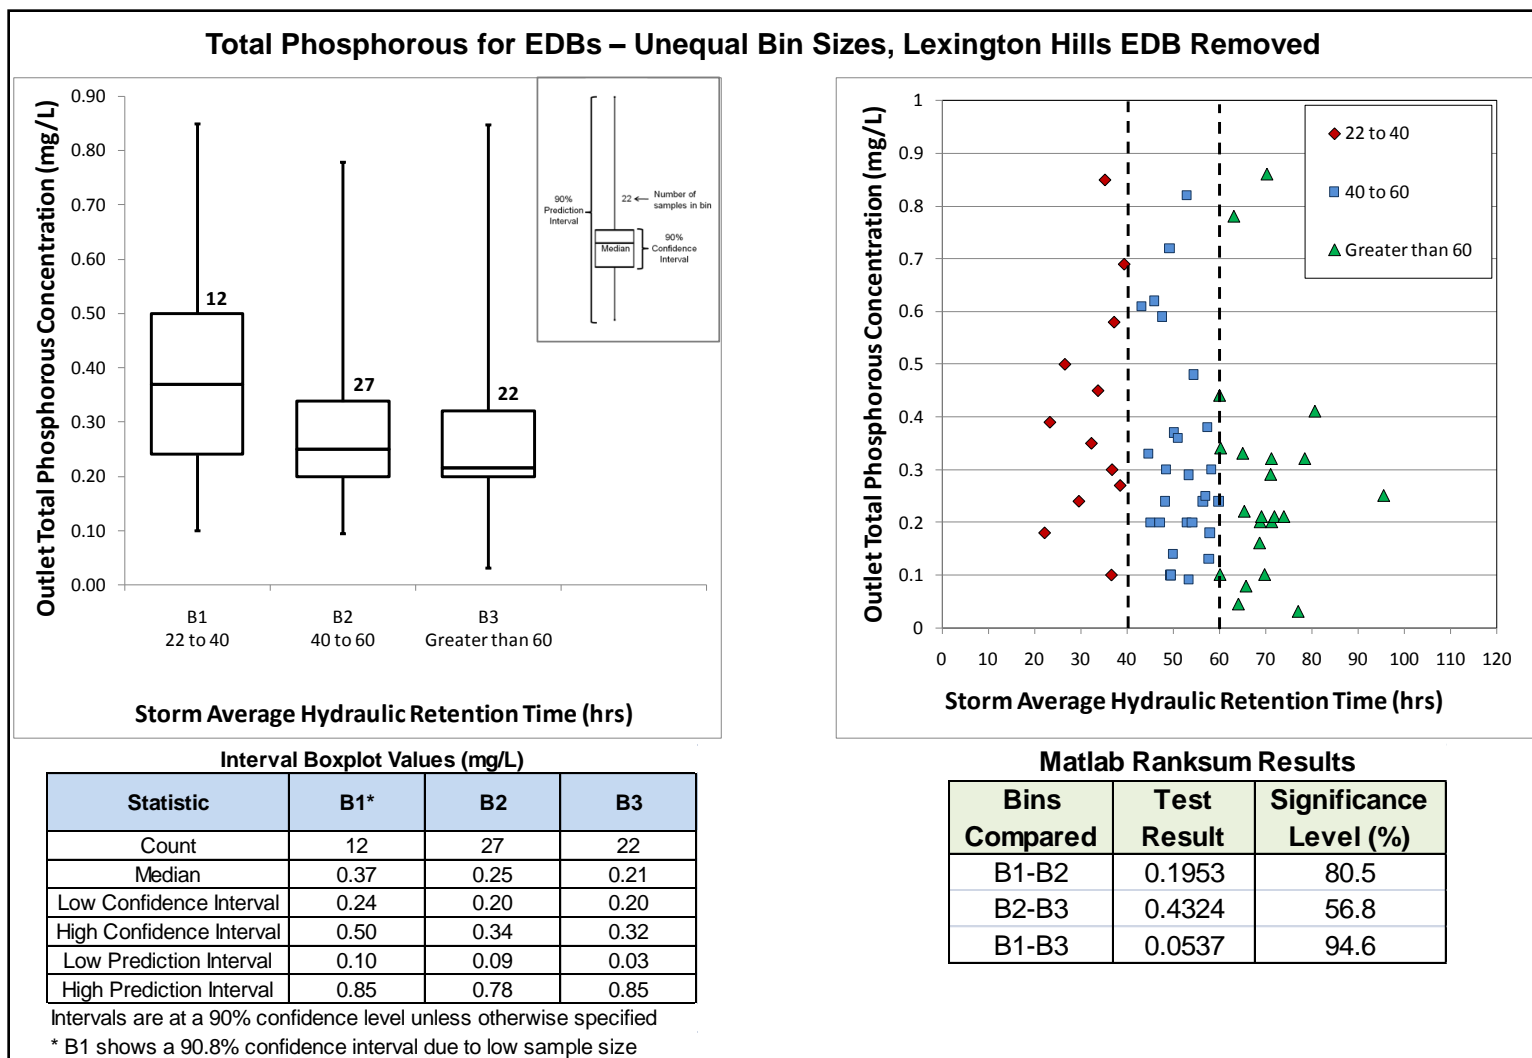 Total Phosphorous for EDBs – Unequal Bin Sizes, Lexington Hills EDB Removed
Outlet Total Phosphorous Concentration (mg/L)
0.90
0.80
0.70
0.60
0.50
0.40
0.30
0.20
0.10
0.00
12
27
22
B1
22 to 40
B2
40 to 60
B3
Greater than 60
Storm Average Hydraulic Retention Time (hrs)
90%
Prediction
Interval
22
Number of
samples in bin
Median
90%
Confidence
Interval
Outlet Total Phosphorous Concentration (mg/L)
1
0.9
0.8
0.7
0.6
0.5
0.4
0.3
0.2
0.1
0
0 10 20 30 40 50 60 70 80 90 100 110 120
Storm Average Hydraulic Retention Time (hrs)
22 to 40
40 to 60
Greater than 60
Interval Boxplot Values (mg/L)
Statistic B1* B2 B3
Count 12 27 22
Median 0.37 0.25 0.21
Low Confidence Interval 0.24 0.20 0.20
High Confidence Interval 0.50 0.34 0.32
Low Prediction Interval 0.10 0.09 0.03
High Prediction Interval 0.85 0.78 0.85
Intervals are at a 90% confidence level unless otherwise specified
* B1 shows a 90.8% confidence interval due to low sample size
Matlab Ranksum Results
Bins Test Significance
Compared Result Level (%)
B1-B2 0.1953 80.5
B2-B3 0.4324 56.8
B1-B3 0.0537 94.6